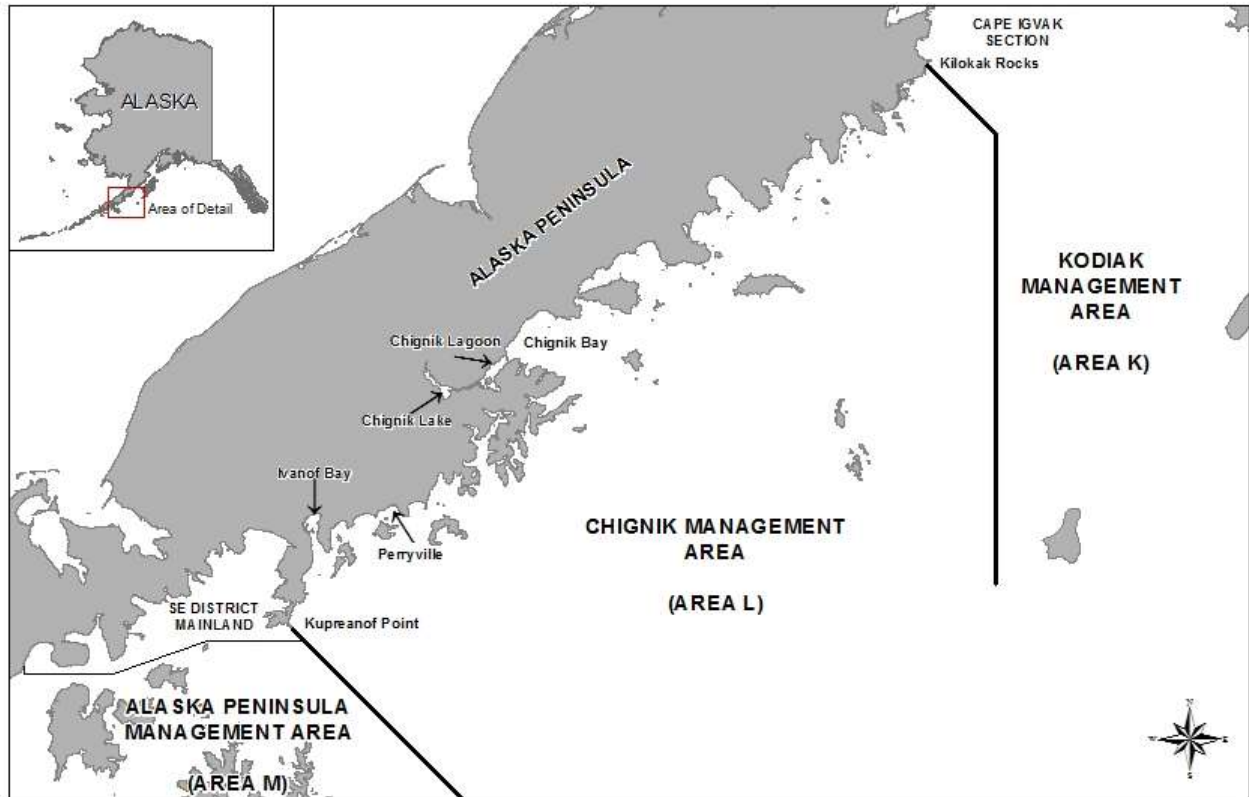 ALASKA
Area of Detail
CAPE IGVAK
SECTION
Kilokak Rocks
ALASKA PENINSULA
KODIAK
MANAGEMENT
AREA
(AREA K)
Chignik Lagoon
Chignik Bay
Chignik Lake
Ivanof Bay
Perryville
CHIGNIK MANAGEMENT
AREA
(AREA L)
SE DISTRICT
MAINLAND
Kupreanof Point
ALASKA PENINSULA
MANAGEMENT AREA
(AREA M)
N
W
E
S